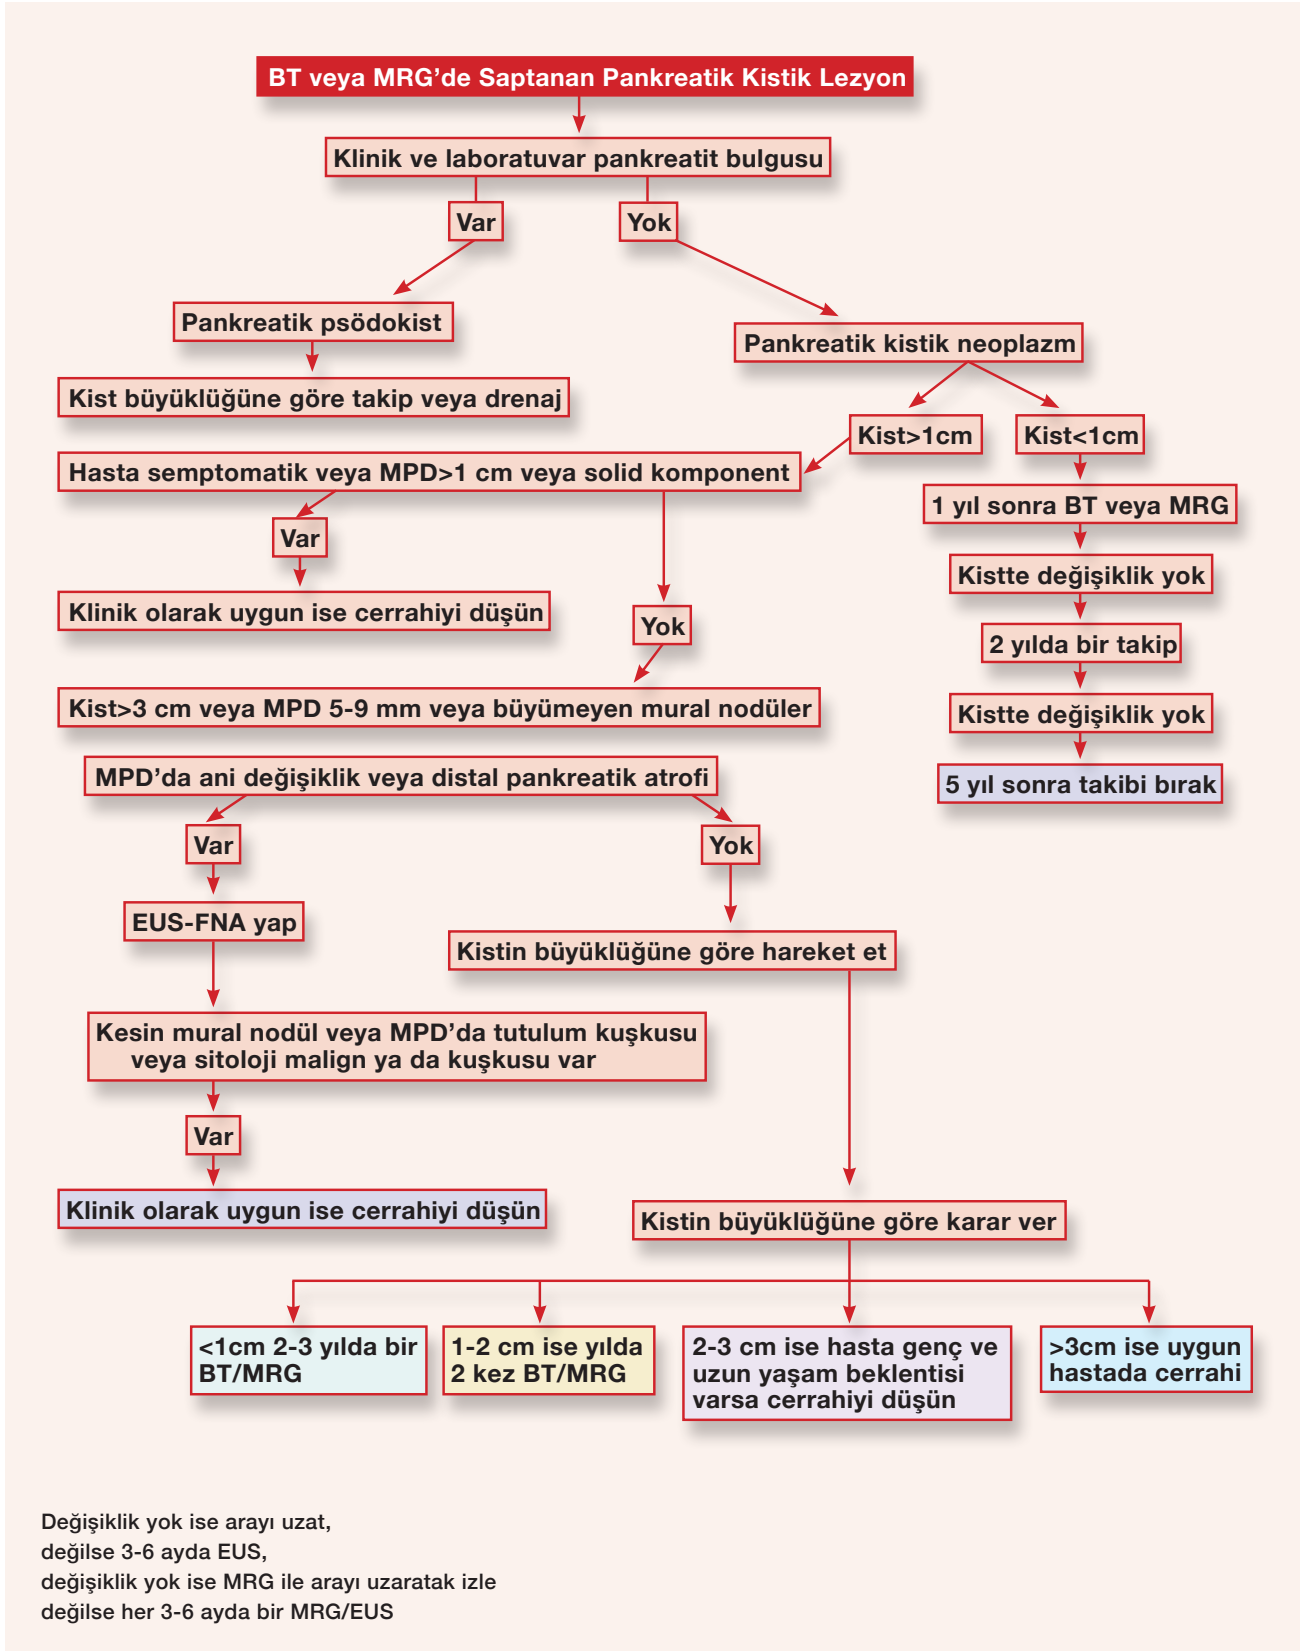 BT veya MRG’de Saptanan Pankreatik Kistik Lezyon
Klinik ve laboratuvar pankreatit bulgusu
Var
Yok
Pankreatik psödokist
Pankreatik kistik neoplazm
Kist büyüklüğüne göre takip veya drenaj
Kist>1cm
Kist<1cm
Hasta semptomatik veya MPD>1 cm veya solid komponent
1 yıl sonra BT veya MRG
Var
Kistte değişiklik yok
Klinik olarak uygun ise cerrahiyi düşün
Yok
2 yılda bir takip
Kist>3 cm veya MPD 5-9 mm veya büyümeyen mural nodüler
Kistte değişiklik yok
MPD’da ani değişiklik veya distal pankreatik atrofi
5 yıl sonra takibi bırak
Var
Yok
EUS-FNA yap
Kistin büyüklüğüne göre hareket et
Kesin mural nodül veya MPD’da tutulum kuşkusu
veya sitoloji malign ya da kuşkusu var
Var
Klinik olarak uygun ise cerrahiyi düşün
Kistin büyüklüğüne göre karar ver
<1cm 2-3 yılda bir
BT/MRG
1-2 cm ise yılda
2 kez BT/MRG
2-3 cm ise hasta genç ve
uzun yaşam beklentisi
varsa cerrahiyi düşün
>3cm ise uygun
hastada cerrahi
Değişiklik yok ise arayı uzat,
değilse 3-6 ayda EUS,
değişiklik yok ise MRG ile arayı uzaratak izle
değilse her 3-6 ayda bir MRG/EUS